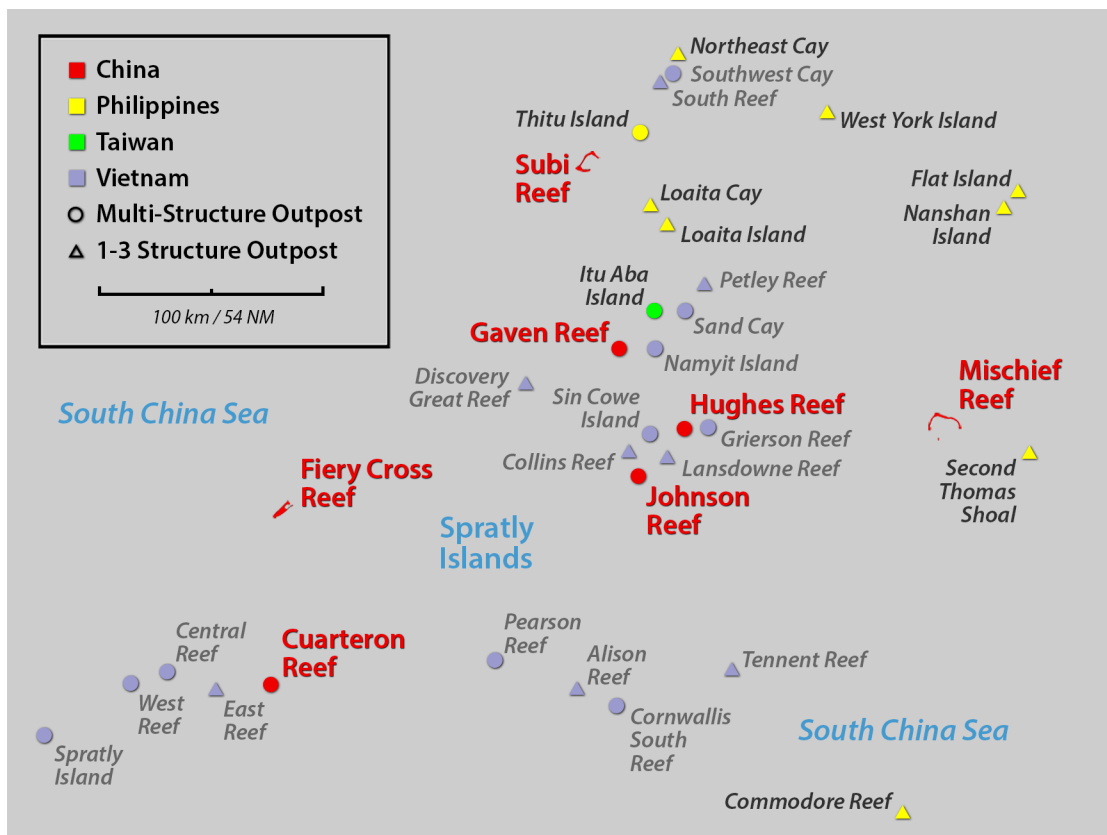 China
Philippines
Taiwan
Vietnam
Multi-Structure Outpost
1-3 Structure Outpost
100 km / 54 NM
Northeast Cay
Southwest Cay
South Reef
Thitu Island
West York Island
Subi
Reef
Flat Island
Nanshan
Island
Loaita Cay
Loaita Island
Itu Aba
Island
Petley Reef
Sand Cay
Gaven Reef
Namyit Island
Discovery
Great Reef
Sin Cowe
Island
Hughes Reef
Grierson Reef
Mischief
Reef
South China Sea
Collins Reef
Lansdowne Reef
Second
Thomas
Shoal
Fiery Cross
Reef
Johnson
Reef
Spratly
Islands
Central
Reef
Cuarteron
Reef
Pearson
Reef
Alison
Reef
Tennent Reef
West
Reef
East
Reef
Cornwallis
South
Reef
South China Sea
Spratly
Island
Commodore Reef